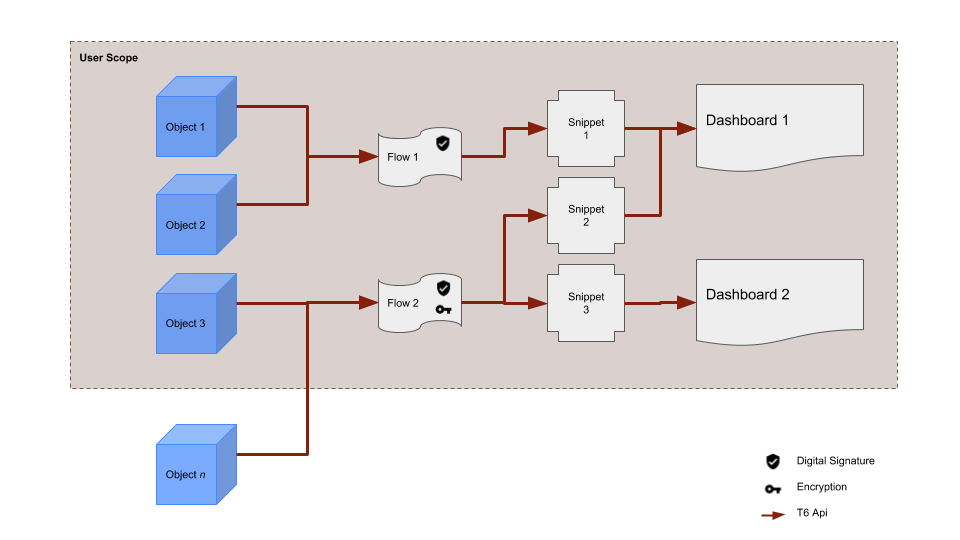 User Scope
Object 1
Flow 1
Snippet
1
Dashboard 1
Object 2
Snippet
2
Object 3
Flow 2
Snippet
3
Dashboard 2
Object n
Digital Signature
Encryption
T6 Api